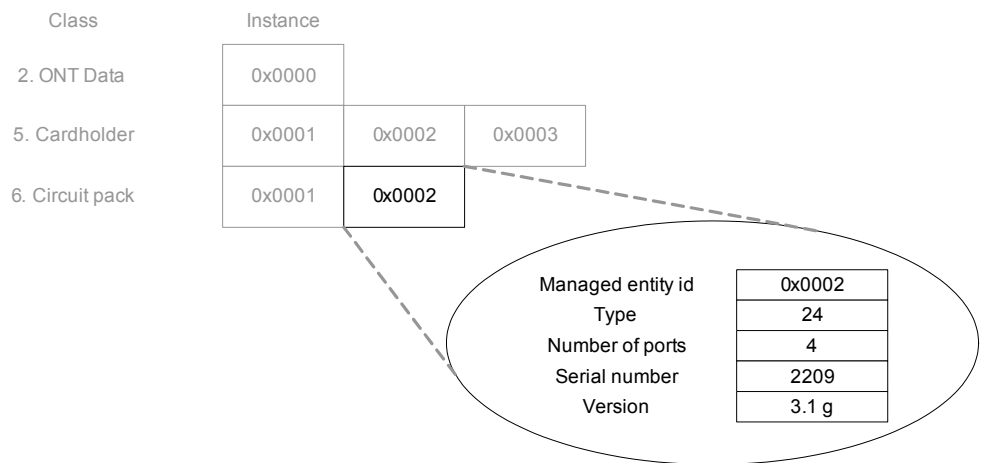 Class Instance
2. ONT Data 0x0000
5. Cardholder 0x0001 0x0002 0x0003
6. Circuit pack 0x0001 0x0002
Managed entity id 0x0002
Type 24
Number of ports 4
Serial number 2209
Version 3.1 g